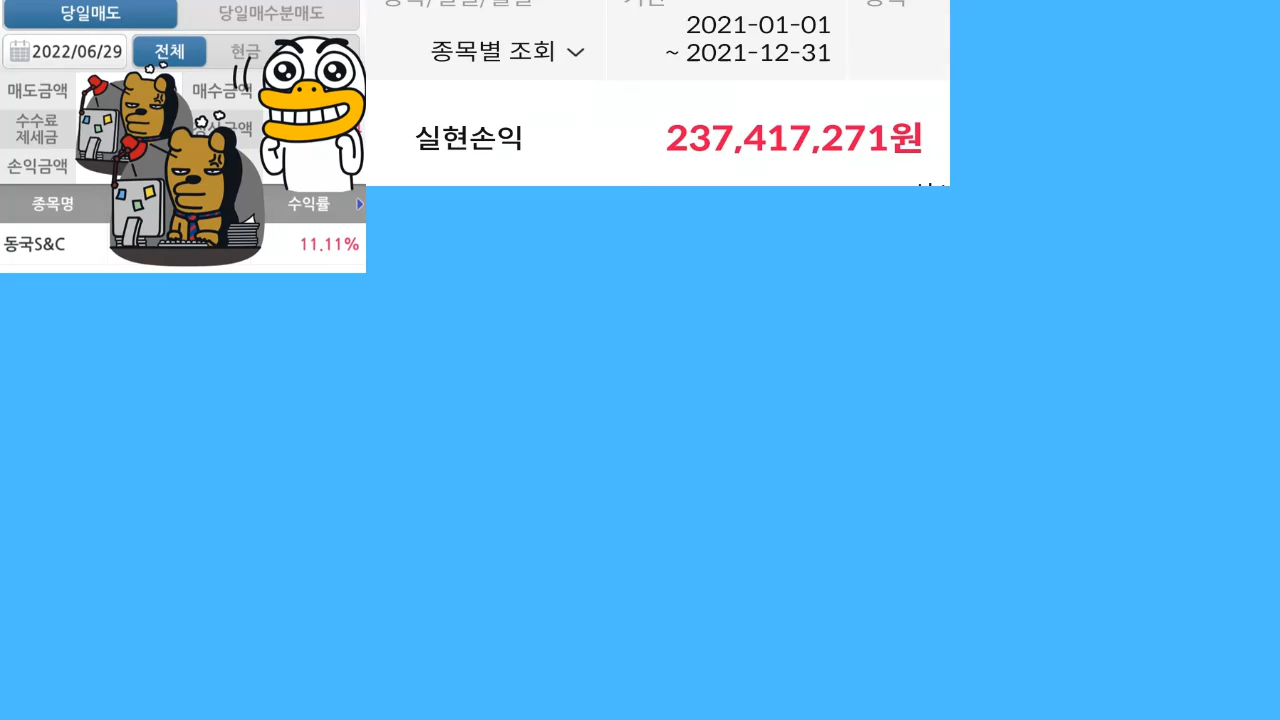 당일매도
당일매수분매도
2022/06/29
전체
현금
매도금액
매수금액
수수료
제세금
손익금액
종목명
수익률
동국S&C
11.11%
종목별 조회
2021-01-01
~ 2021-12-31
실현손익
237,417,271원